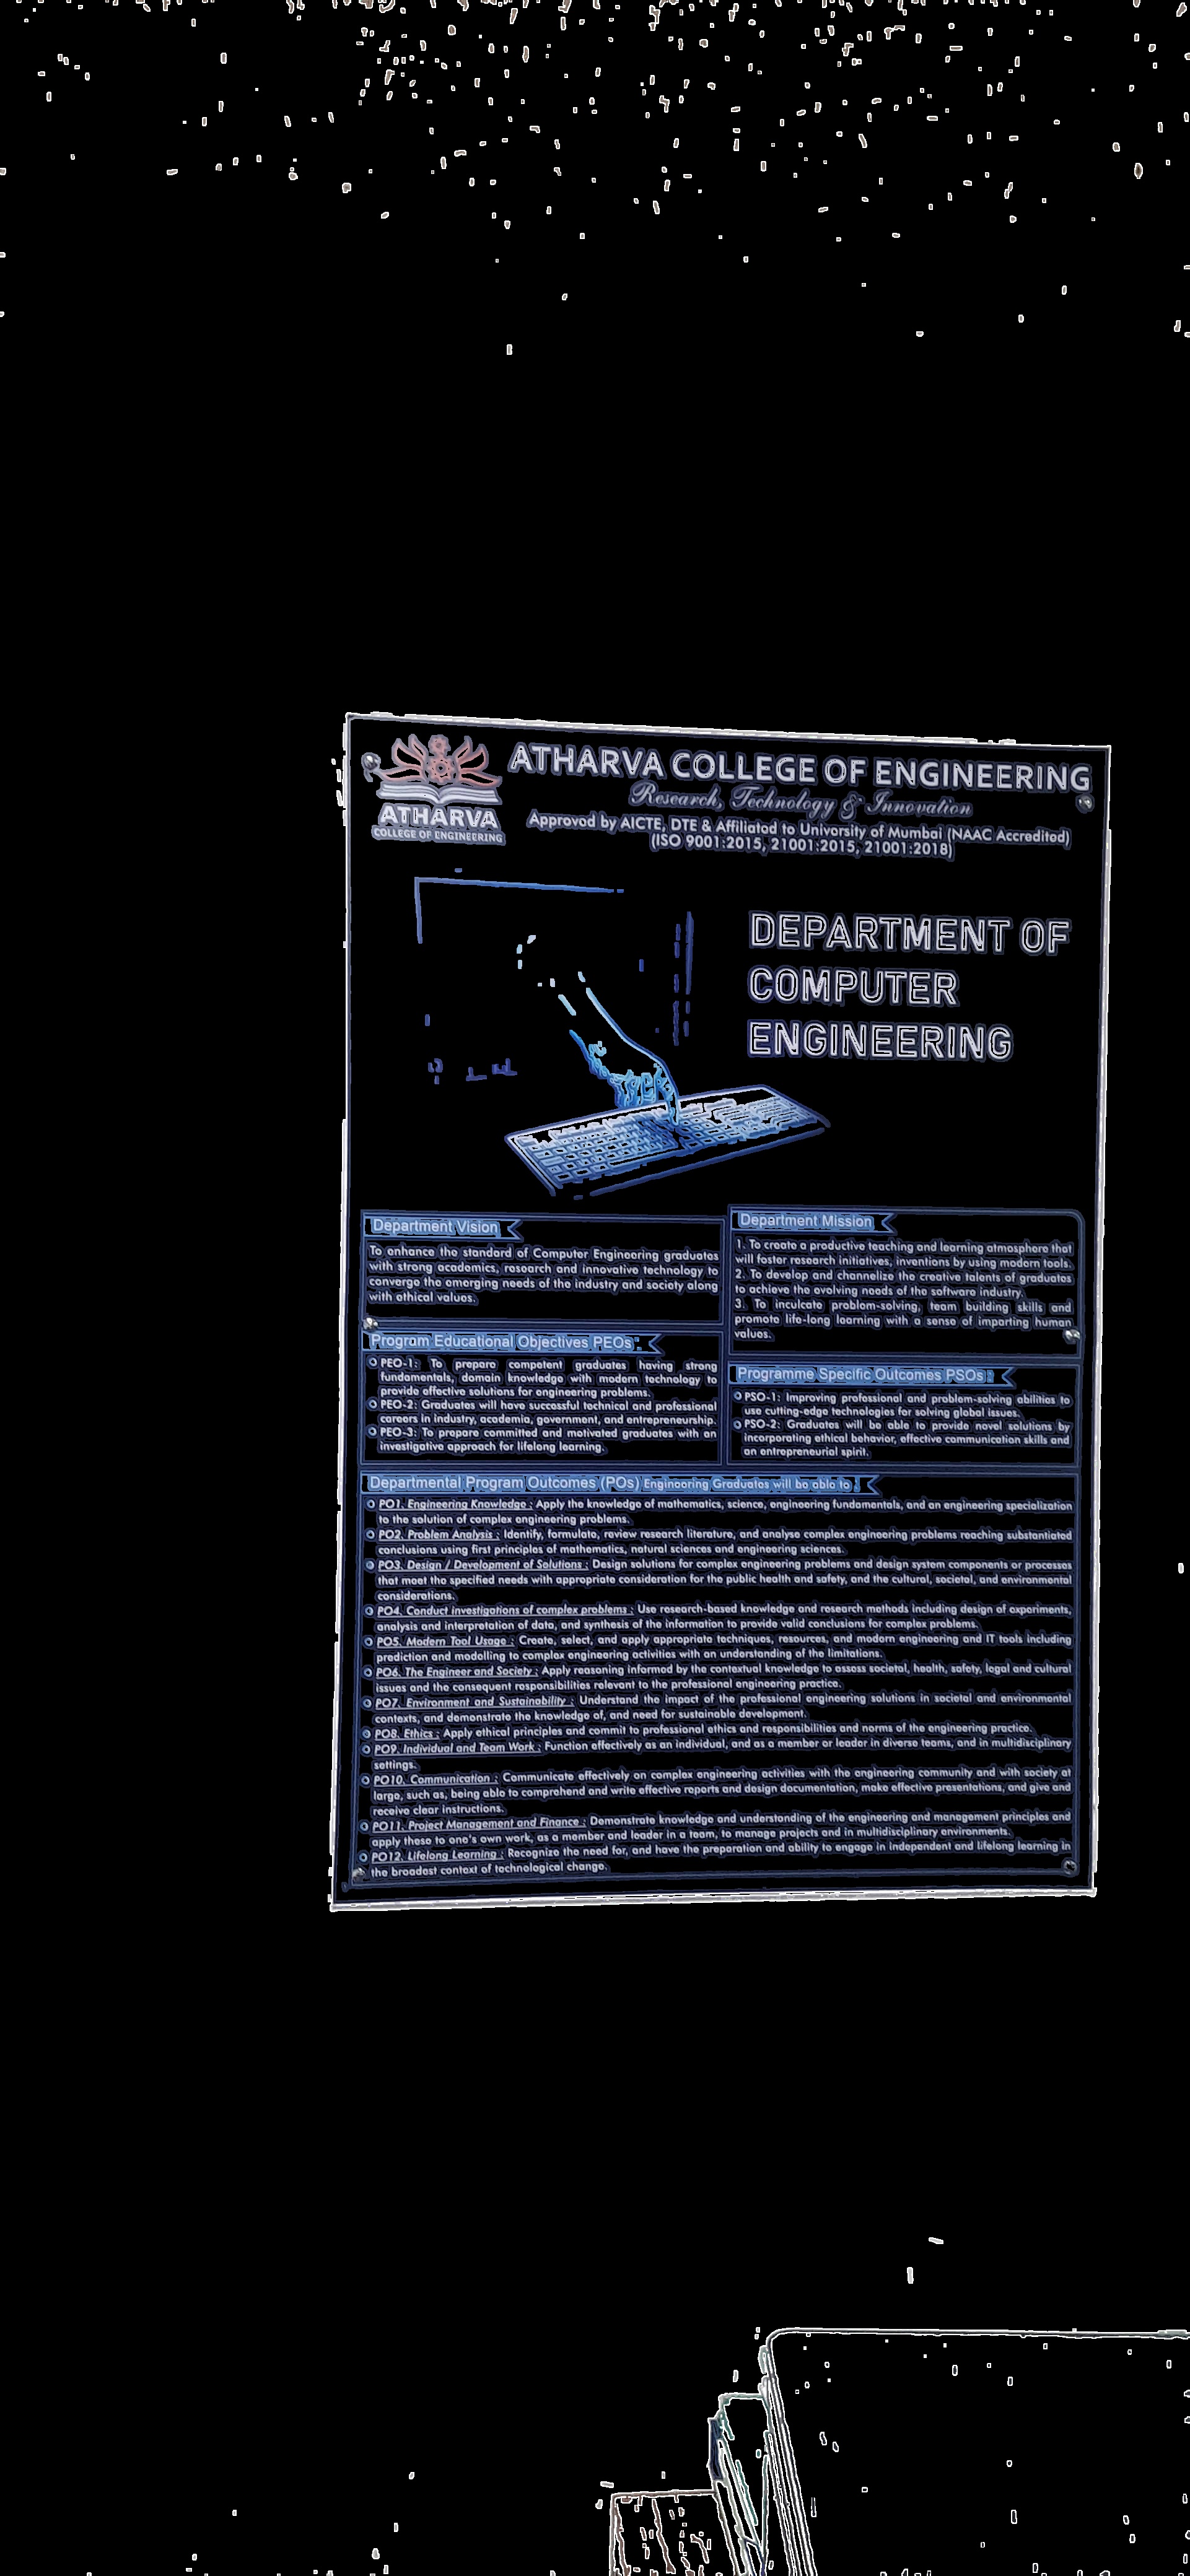 ATHARVA
COLLEGE OF ENGINEERING
ATHARVA COLLEGE OF ENGINEERING
Research, Technology & Innovation
Approved by AICTE, DTE & Affiliated to University of Mumbai (NAAC Accredited)
(ISO 9001:2015, 21001:2015, 21001:2018)
DEPARTMENT OF
COMPUTER
ENGINEERING
Department Vision
To enhance the standard of Computer Engineering graduates
with strong academics, research and innovative technology to
converge the emerging needs of the industry and society along
with ethical values.
Department Mission
1. To create a productive teaching and learning atmosphere that
will foster research initiatives, inventions by using modern tools.
2. To develop and channelize the creative talents of graduates
to achieve the evolving needs of the software industry.
3. To inculcate problem-solving, team building skills and
promote life-long learning with a sense of imparting human
values.
Program Educational Objectives PEOs :
PEO-1: To prepare competent graduates having strong
fundamentals, domain knowledge with modern technology to
provide effective solutions for engineering problems.
PEO-2: Graduates will have successful technical and professional
careers in industry, academia, government, and entrepreneurship.
PEO-3: To prepare committed and motivated graduates with an
investigative approach for lifelong learning.
Programme Specific Outcomes PSOs :
PSO-1: Improving professional and problem-solving abilities to
use cutting-edge technologies for solving global issues.
PSO-2: Graduates will be able to provide novel solutions by
incorporating ethical behavior, effective communication skills and
an entrepreneurial spirit.
Departmental Program Outcomes (POs) Engineering Graduates will be able to :
PO1. Engineering Knowledge : Apply the knowledge of mathematics, science, engineering fundamentals, and an engineering specialization
to the solution of complex engineering problems.
PO2. Problem Analysis : Identify, formulate, review research literature, and analyse complex engineering problems reaching substantiated
conclusions using first principles of mathematics, natural sciences and engineering sciences.
PO3. Design / Development of Solutions : Design solutions for complex engineering problems and design system components or processes
that meet the specified needs with appropriate consideration for the public health and safety, and the cultural, societal, and environmental
considerations.
PO4. Conduct investigations of complex problems : Use research-based knowledge and research methods including design of experiments,
analysis and interpretation of data, and synthesis of the information to provide valid conclusions for complex problems.
PO5. Modern Tool Usage : Create, select, and apply appropriate techniques, resources, and modern engineering and IT tools including
prediction and modelling to complex engineering activities with an understanding of the limitations.
PO6. The Engineer and Society : Apply reasoning informed by the contextual knowledge to assess societal, health, safety, legal and cultural
issues and the consequent responsibilities relevant to the professional engineering practice.
PO7. Environment and Sustainability : Understand the impact of the professional engineering solutions in societal and environmental
contexts, and demonstrate the knowledge of, and need for sustainable development.
PO8. Ethics : Apply ethical principles and commit to professional ethics and responsibilities and norms of the engineering practice.
PO9. Individual and Team Work : Function effectively as an individual, and as a member or leader in diverse teams, and in multidisciplinary
settings.
PO10. Communication : Communicate effectively on complex engineering activities with the engineering community and with society at
large, such as, being able to comprehend and write effective reports and design documentation, make effective presentations, and give and
receive clear instructions.
PO11. Project Management and Finance : Demonstrate knowledge and understanding of the engineering and management principles and
apply these to one's own work, as a member and leader in a team, to manage projects and in multidisciplinary environments.
PO12. Lifelong Learning : Recognize the need for, and have the preparation and ability to engage in independent and lifelong learning in
the broadest context of technological change.